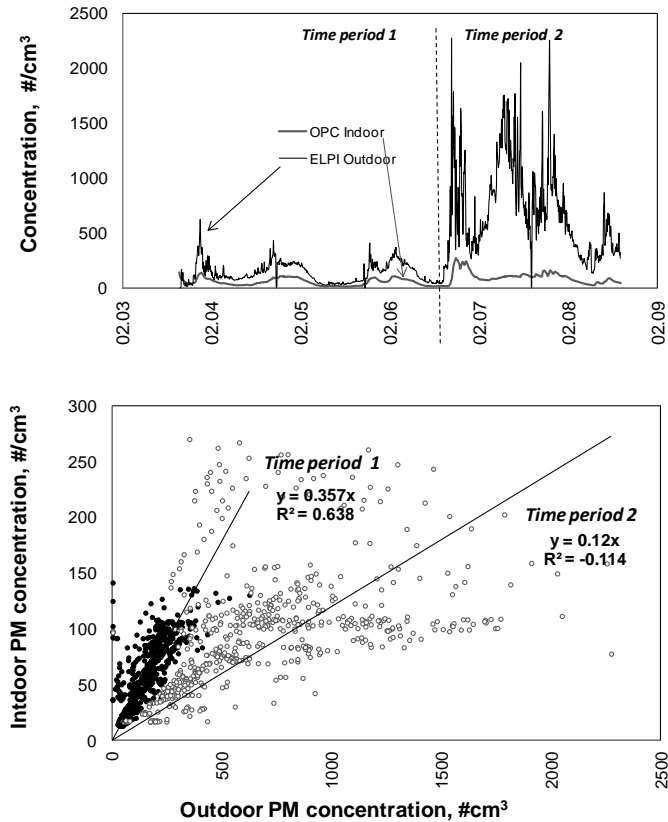 2500
Time period 1
Time period 2
2000
1500
OPC Indoor
ELPI Outdoor
1000
500
0
Concentration, #/cm³
02.03
02.04
02.05
02.06
02.07
02.08
02.09
300
250
200
150
100
50
0
Time period 1
y = 0.357x
R² = 0.638
Time period 2
y = 0.12x
R² = -0.114
Intdoor PM concentration, #/cm³
0
500
1000
1500
2000
2500
Outdoor PM concentration, #cm³